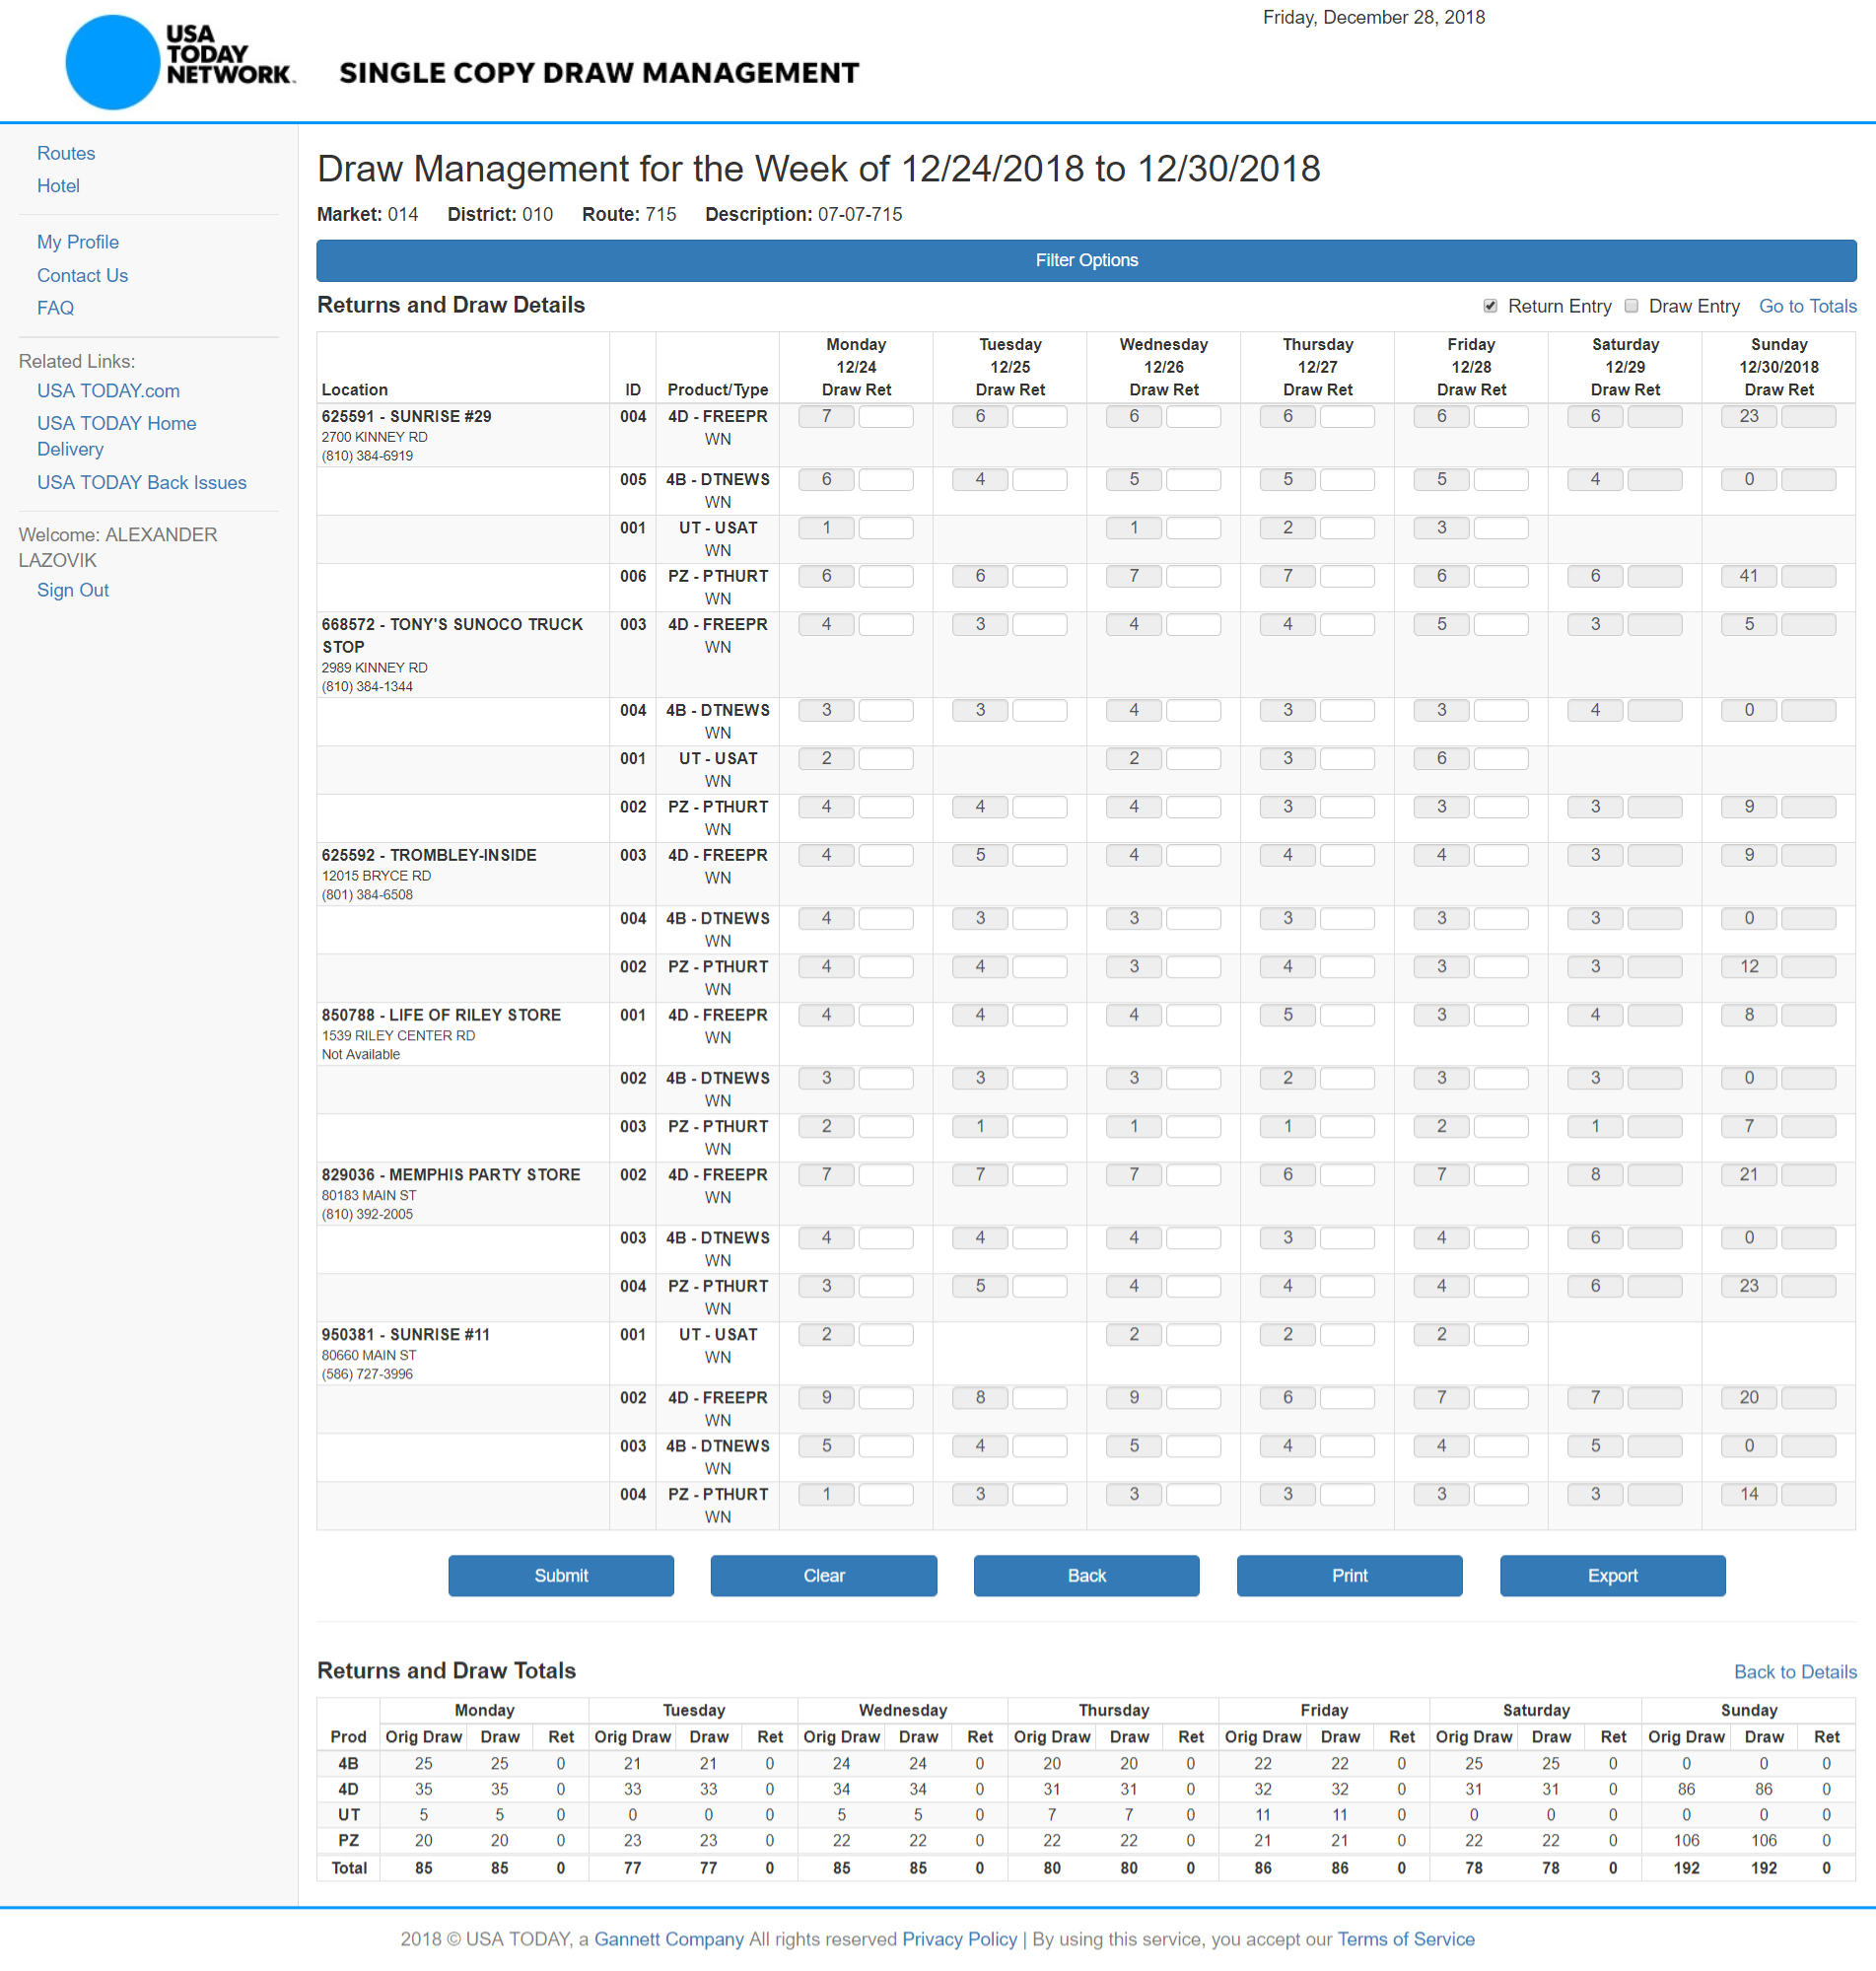 Friday, December 28, 2018
USA
TODAY
NETWORK
SINGLE COPY DRAW MANAGEMENT
Routes
Hotel
My Profile
Contact Us
FAQ
Related Links:
USA TODAY.com
USA TODAY Home
Delivery
USA TODAY Back Issues
Welcome: ALEXANDER
LAZOVIK
Sign Out
Draw Management for the Week of 12/24/2018 to 12/30/2018
Market: 014 District: 010 Route: 715 Description: 07-07-715
Filter Options
Returns and Draw Details Return Entry Draw Entry Go to Totals
Monday Tuesday Wednesday Thursday Friday Saturday Sunday
12/24 12/25 12/26 12/27 12/28 12/29 12/30/2018
Location ID Product/Type Draw Ret Draw Ret Draw Ret Draw Ret Draw Ret Draw Ret Draw Ret
625591 - SUNRISE #29 004 4D - FREEPR 7 6 6 6 6 6 23
2700 KINNEY RD WN
(810) 384-6919
005 4B - DTNEWS 6 4 5 5 5 4 0
WN
001 UT - USAT 1 1 2 3
WN
006 PZ - PTHURT 6 6 7 7 6 6 41
WN
668572 - TONY'S SUNOCO TRUCK 003 4D - FREEPR 4 3 4 4 5 3 5
STOP WN
2989 KINNEY RD
(810) 384-1344
004 4B - DTNEWS 3 3 4 3 3 4 0
WN
001 UT - USAT 2 2 3 6
WN
002 PZ - PTHURT 4 4 4 3 3 3 9
WN
625592 - TROMBLEY-INSIDE 003 4D - FREEPR 4 5 4 4 4 3 9
12015 BRYCE RD WN
(801) 384-6508
004 4B - DTNEWS 4 3 3 3 3 3 0
WN
002 PZ - PTHURT 4 4 3 4 3 3 12
WN
850788 - LIFE OF RILEY STORE 001 4D - FREEPR 4 4 4 5 3 4 8
1539 RILEY CENTER RD WN
Not Available
002 4B - DTNEWS 3 3 3 2 3 3 0
WN
003 PZ - PTHURT 2 1 1 1 2 1 7
WN
829036 - MEMPHIS PARTY STORE 002 4D - FREEPR 7 7 7 6 7 8 21
80183 MAIN ST WN
(810) 392-2005
003 4B - DTNEWS 4 4 4 3 4 6 0
WN
004 PZ - PTHURT 3 5 4 4 4 6 23
WN
950381 - SUNRISE #11 001 UT - USAT 2 2 2 2
80660 MAIN ST WN
(586) 727-3996
002 4D - FREEPR 9 8 9 6 7 7 20
WN
003 4B - DTNEWS 5 4 5 4 4 5 0
WN
004 PZ - PTHURT 1 3 3 3 3 3 14
WN
Submit Clear Back Print Export
Returns and Draw Totals Back to Details
Monday Tuesday Wednesday Thursday Friday Saturday Sunday
Prod Orig Draw Draw Ret Orig Draw Draw Ret Orig Draw Draw Ret Orig Draw Draw Ret Orig Draw Draw Ret Orig Draw Draw Ret Orig Draw Draw Ret
4B 25 25 0 21 21 0 24 24 0 20 20 0 22 22 0 25 25 0 0 0 0
4D 35 35 0 33 33 0 34 34 0 31 31 0 32 32 0 31 31 0 86 86 0
UT 5 5 0 0 0 0 5 5 0 7 7 0 11 11 0 0 0 0 0 0 0
PZ 20 20 0 23 23 0 22 22 0 22 22 0 21 21 0 22 22 0 106 106 0
Total 85 85 0 77 77 0 85 85 0 80 80 0 86 86 0 78 78 0 192 192 0
2018 © USA TODAY, a Gannett Company All rights reserved Privacy Policy | By using this service, you accept our Terms of Service